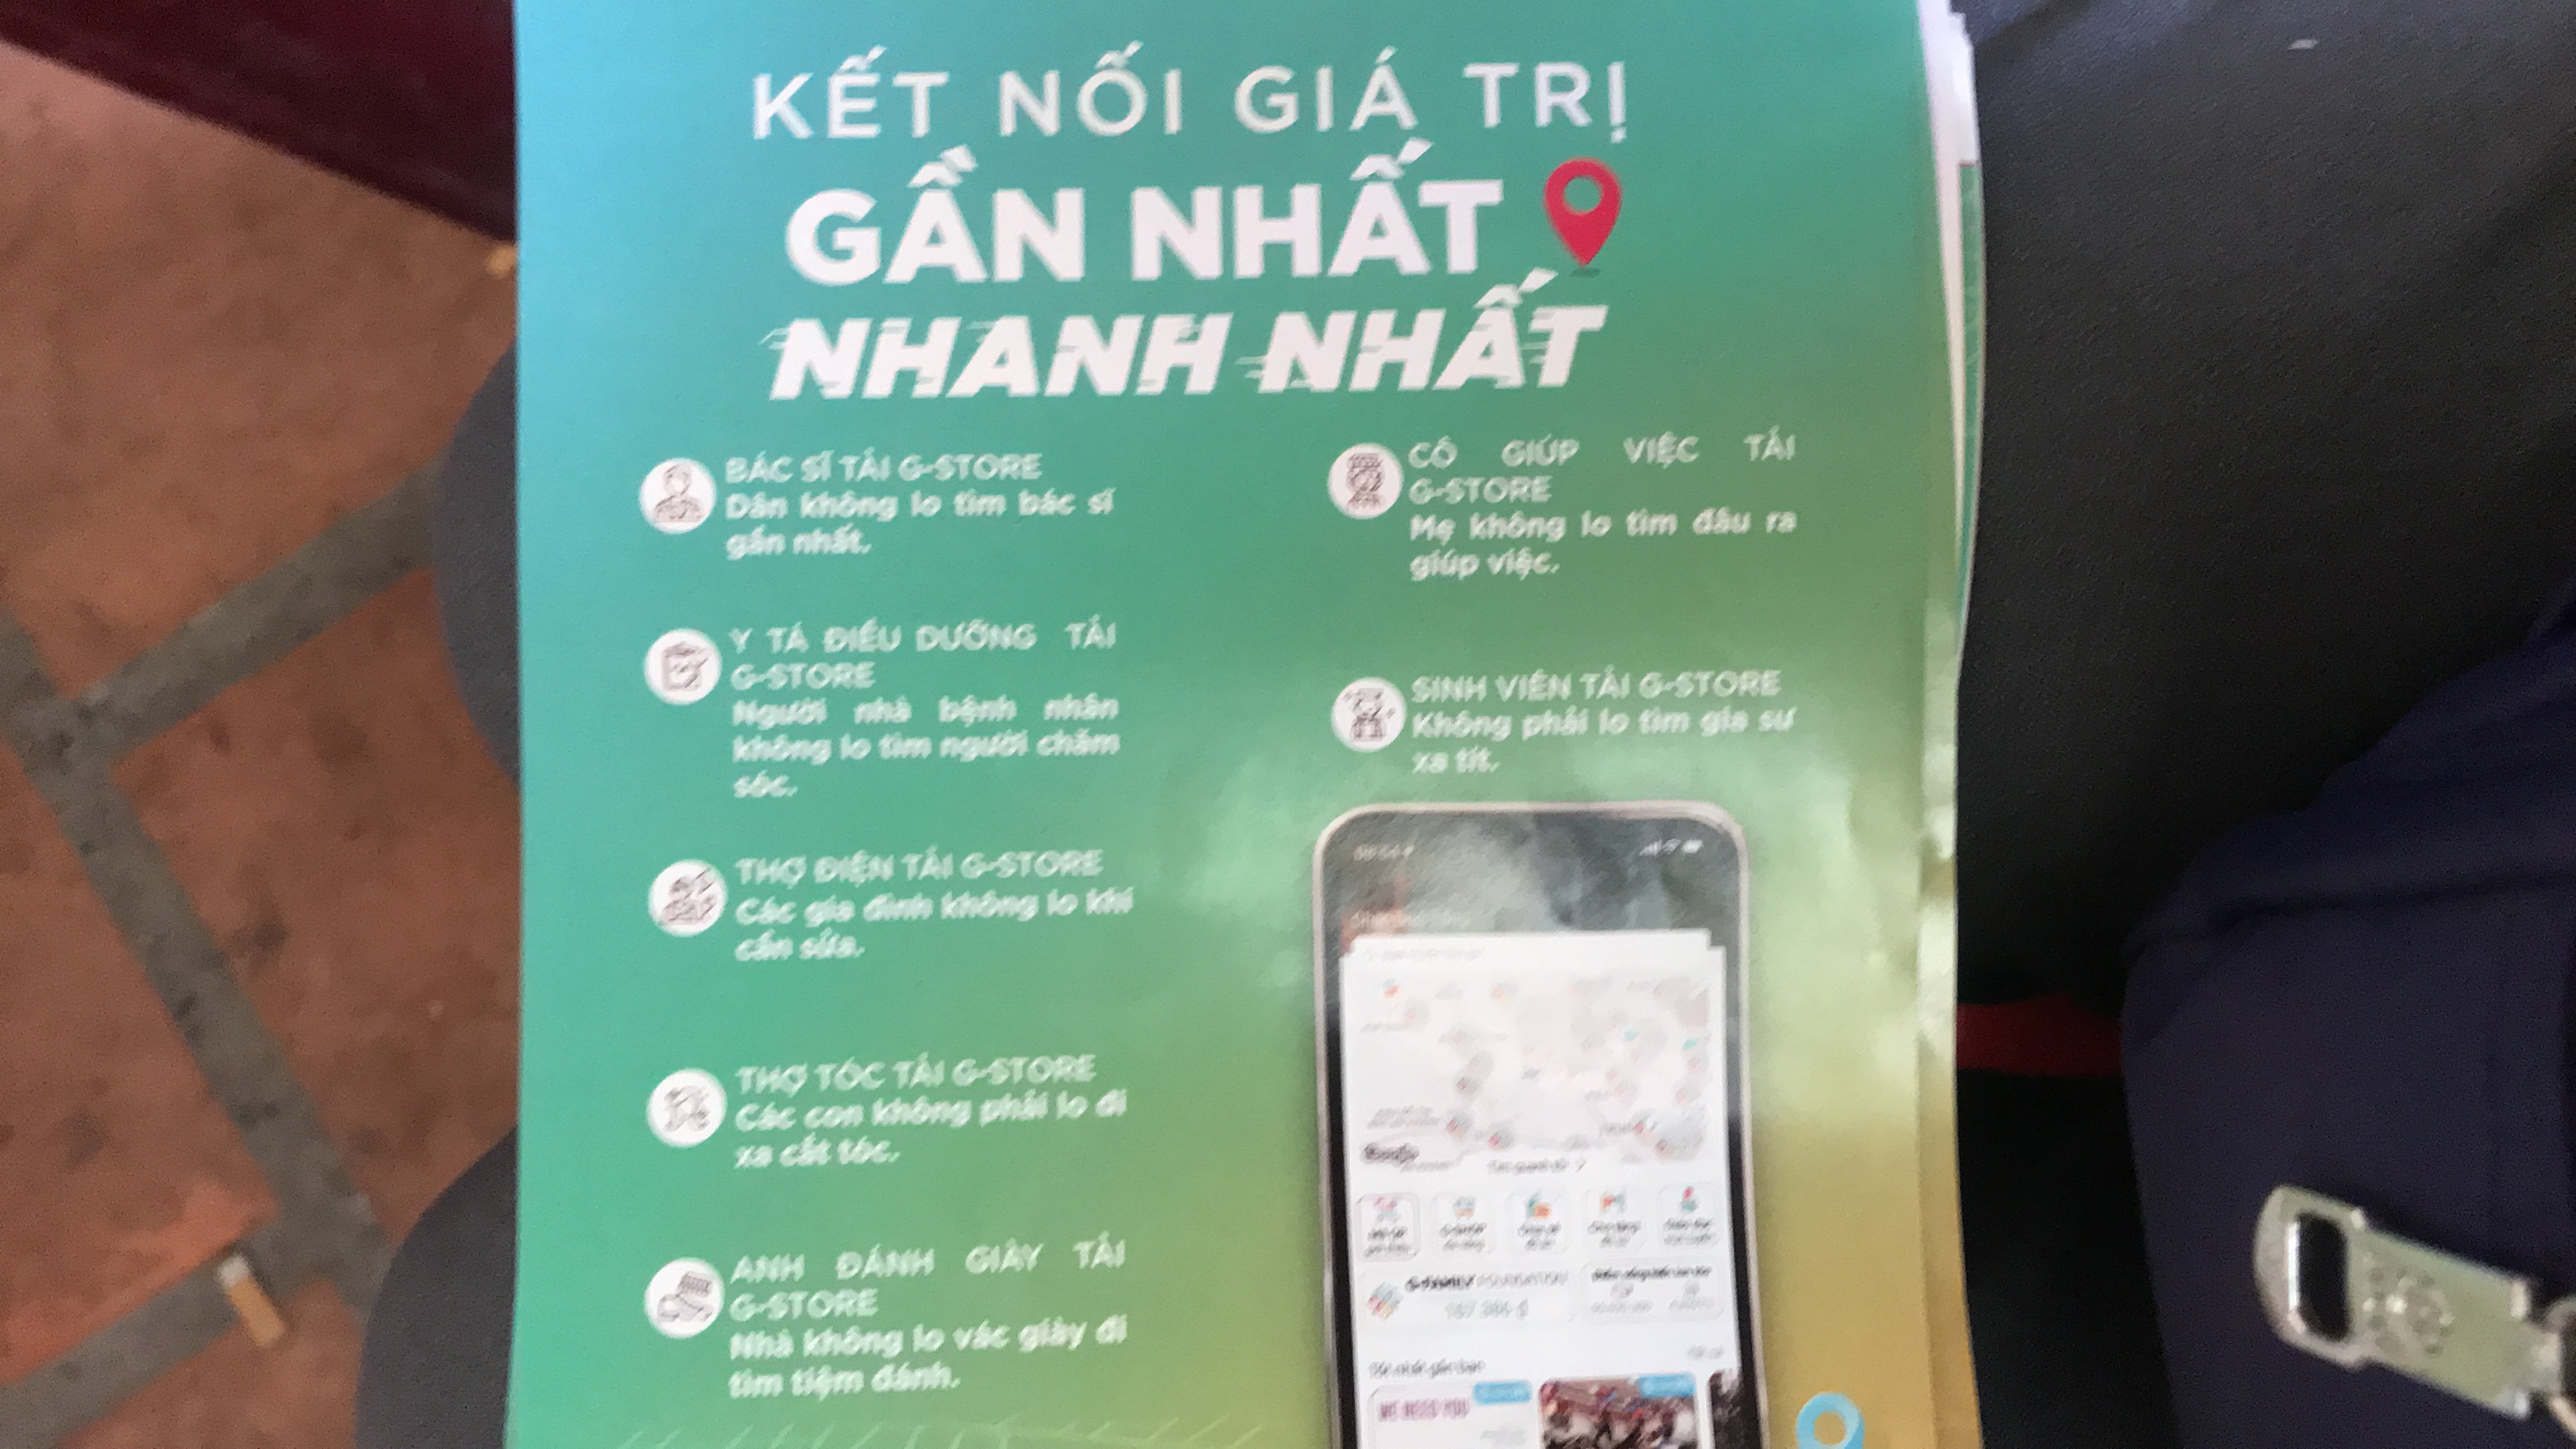 KẾT NỐI GIÁ TRỊ
GẦN NHẤT
NHANH NHẤT
BÁC SĨ TẢI G-STORE
Dân không lo tìm bác sĩ
gần nhất.
Y TÁ ĐIỀU DƯỠNG TẢI
G-STORE
Người nhà bệnh nhân
không lo tìm người chăm
sóc.
THỢ ĐIỆN TẢI G-STORE
Các gia đình không lo khi
cần sửa.
THỢ TÓC TẢI G-STORE
Các con không phải lo đi
xa cắt tóc.
ANH ĐÁNH GIÀY TẢI
G-STORE
Nhà không lo vác giày đi
tìm tiệm đánh.
CÔ GIÚP VIỆC TẢI
G-STORE
Mẹ không lo tìm đâu ra
giúp việc.
SINH VIÊN TẢI G-STORE
Không phải lo tìm gia sư
xa tít.
Google